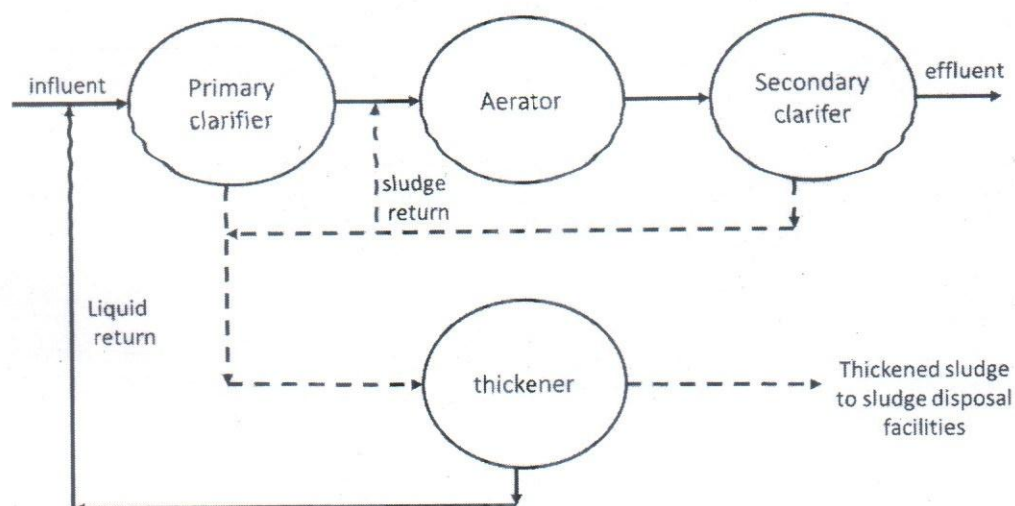 influent
Primary
clarifier
Aerator
Secondary
clarifer
effluent
sludge
return
Liquid
return
thickener
Thickened sludge
to sludge disposal
facilities